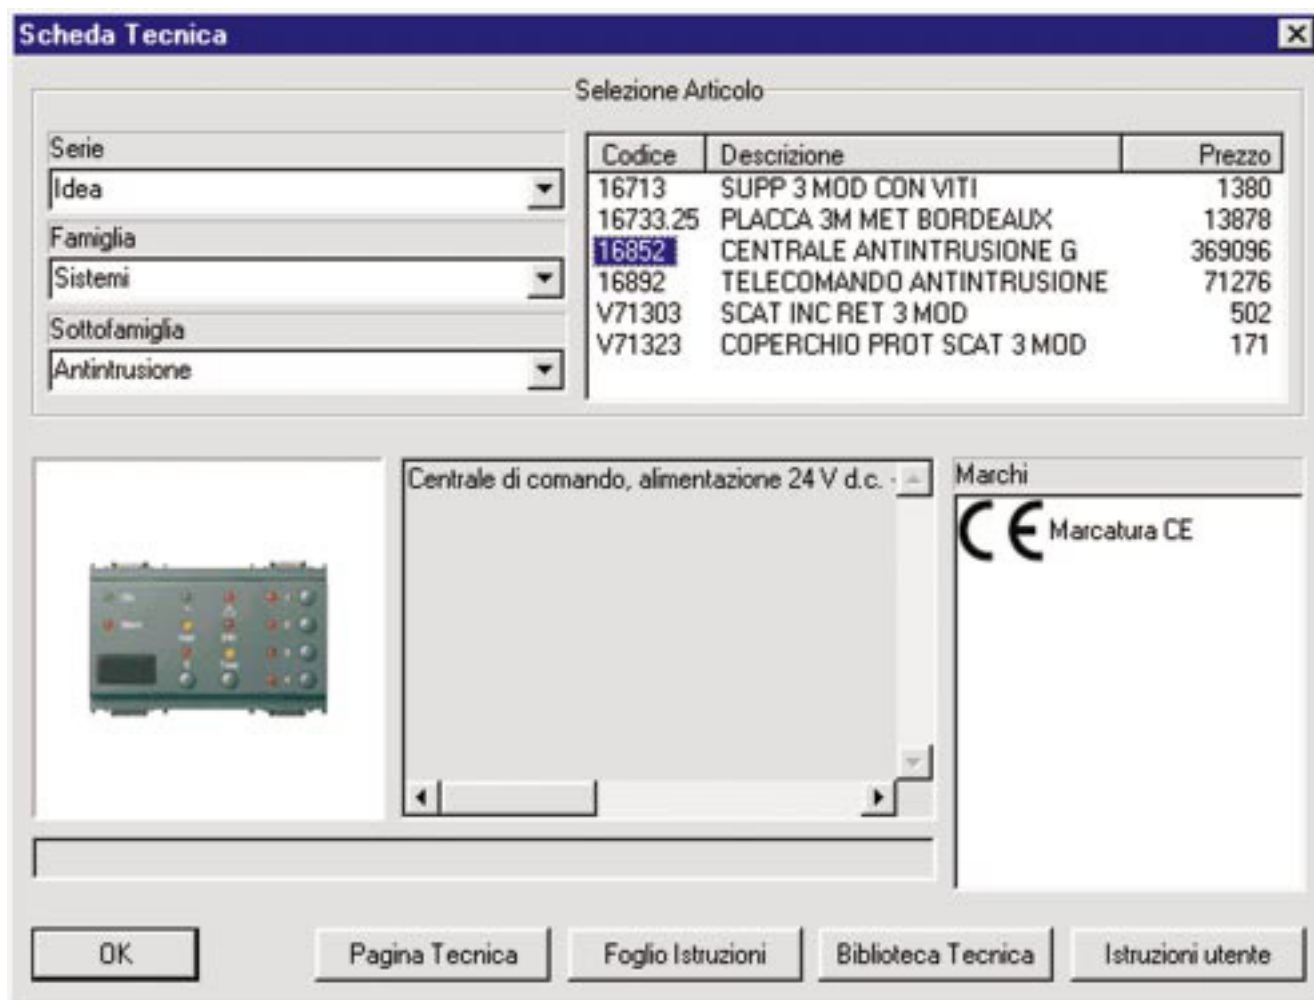 Scheda Tecnica
Selezione Articolo
Serie
Idea
Famiglia
Sistemi
Sottofamiglia
Antintrusione
Codice Descrizione Prezzo
16713 SUPP 3 MOD CON VITI 1380
16733.25 PLACCA 3M MET BORDEAUX 13878
16852 CENTRALE ANTINTRUSIONE G 369096
16892 TELECOMANDO ANTINTRUSIONE 71276
V71303 SCAT INC RET 3 MOD 502
V71323 COPERCHIO PROT SCAT 3 MOD 171
Centrale di comando, alimentazione 24 V d.c. -
Marchi
CE Marcatura CE
OK
Pagina Tecnica
Foglio Istruzioni
Biblioteca Tecnica
Istruzioni utente